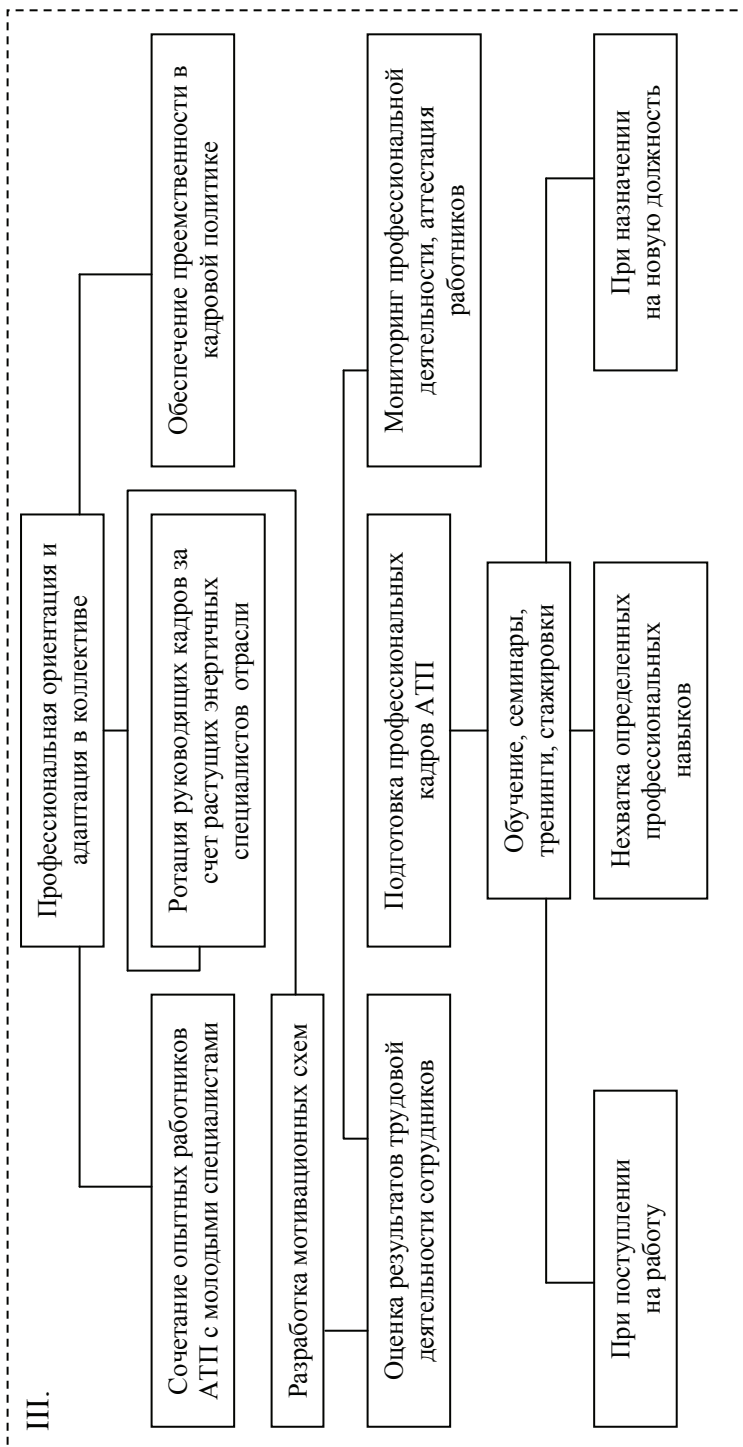 III.
Профессиональная ориентация и
адаптация в коллективе
Сочетание опытных работников
АТП с молодыми специалистами
Ротация руководящих кадров за
счет растущих энергичных
специалистов отрасли
Обеспечение преемственности в
кадровой политике
Разработка мотивационных схем
Оценка результатов трудовой
деятельности сотрудников
Подготовка профессиональных
кадров АТП
Мониторинг профессиональной
деятельности, аттестация
работников
Обучение, семинары,
тренинги, стажировки
При поступлении
на работу
Нехватка определенных
профессиональных
навыков
При назначении
на новую должность